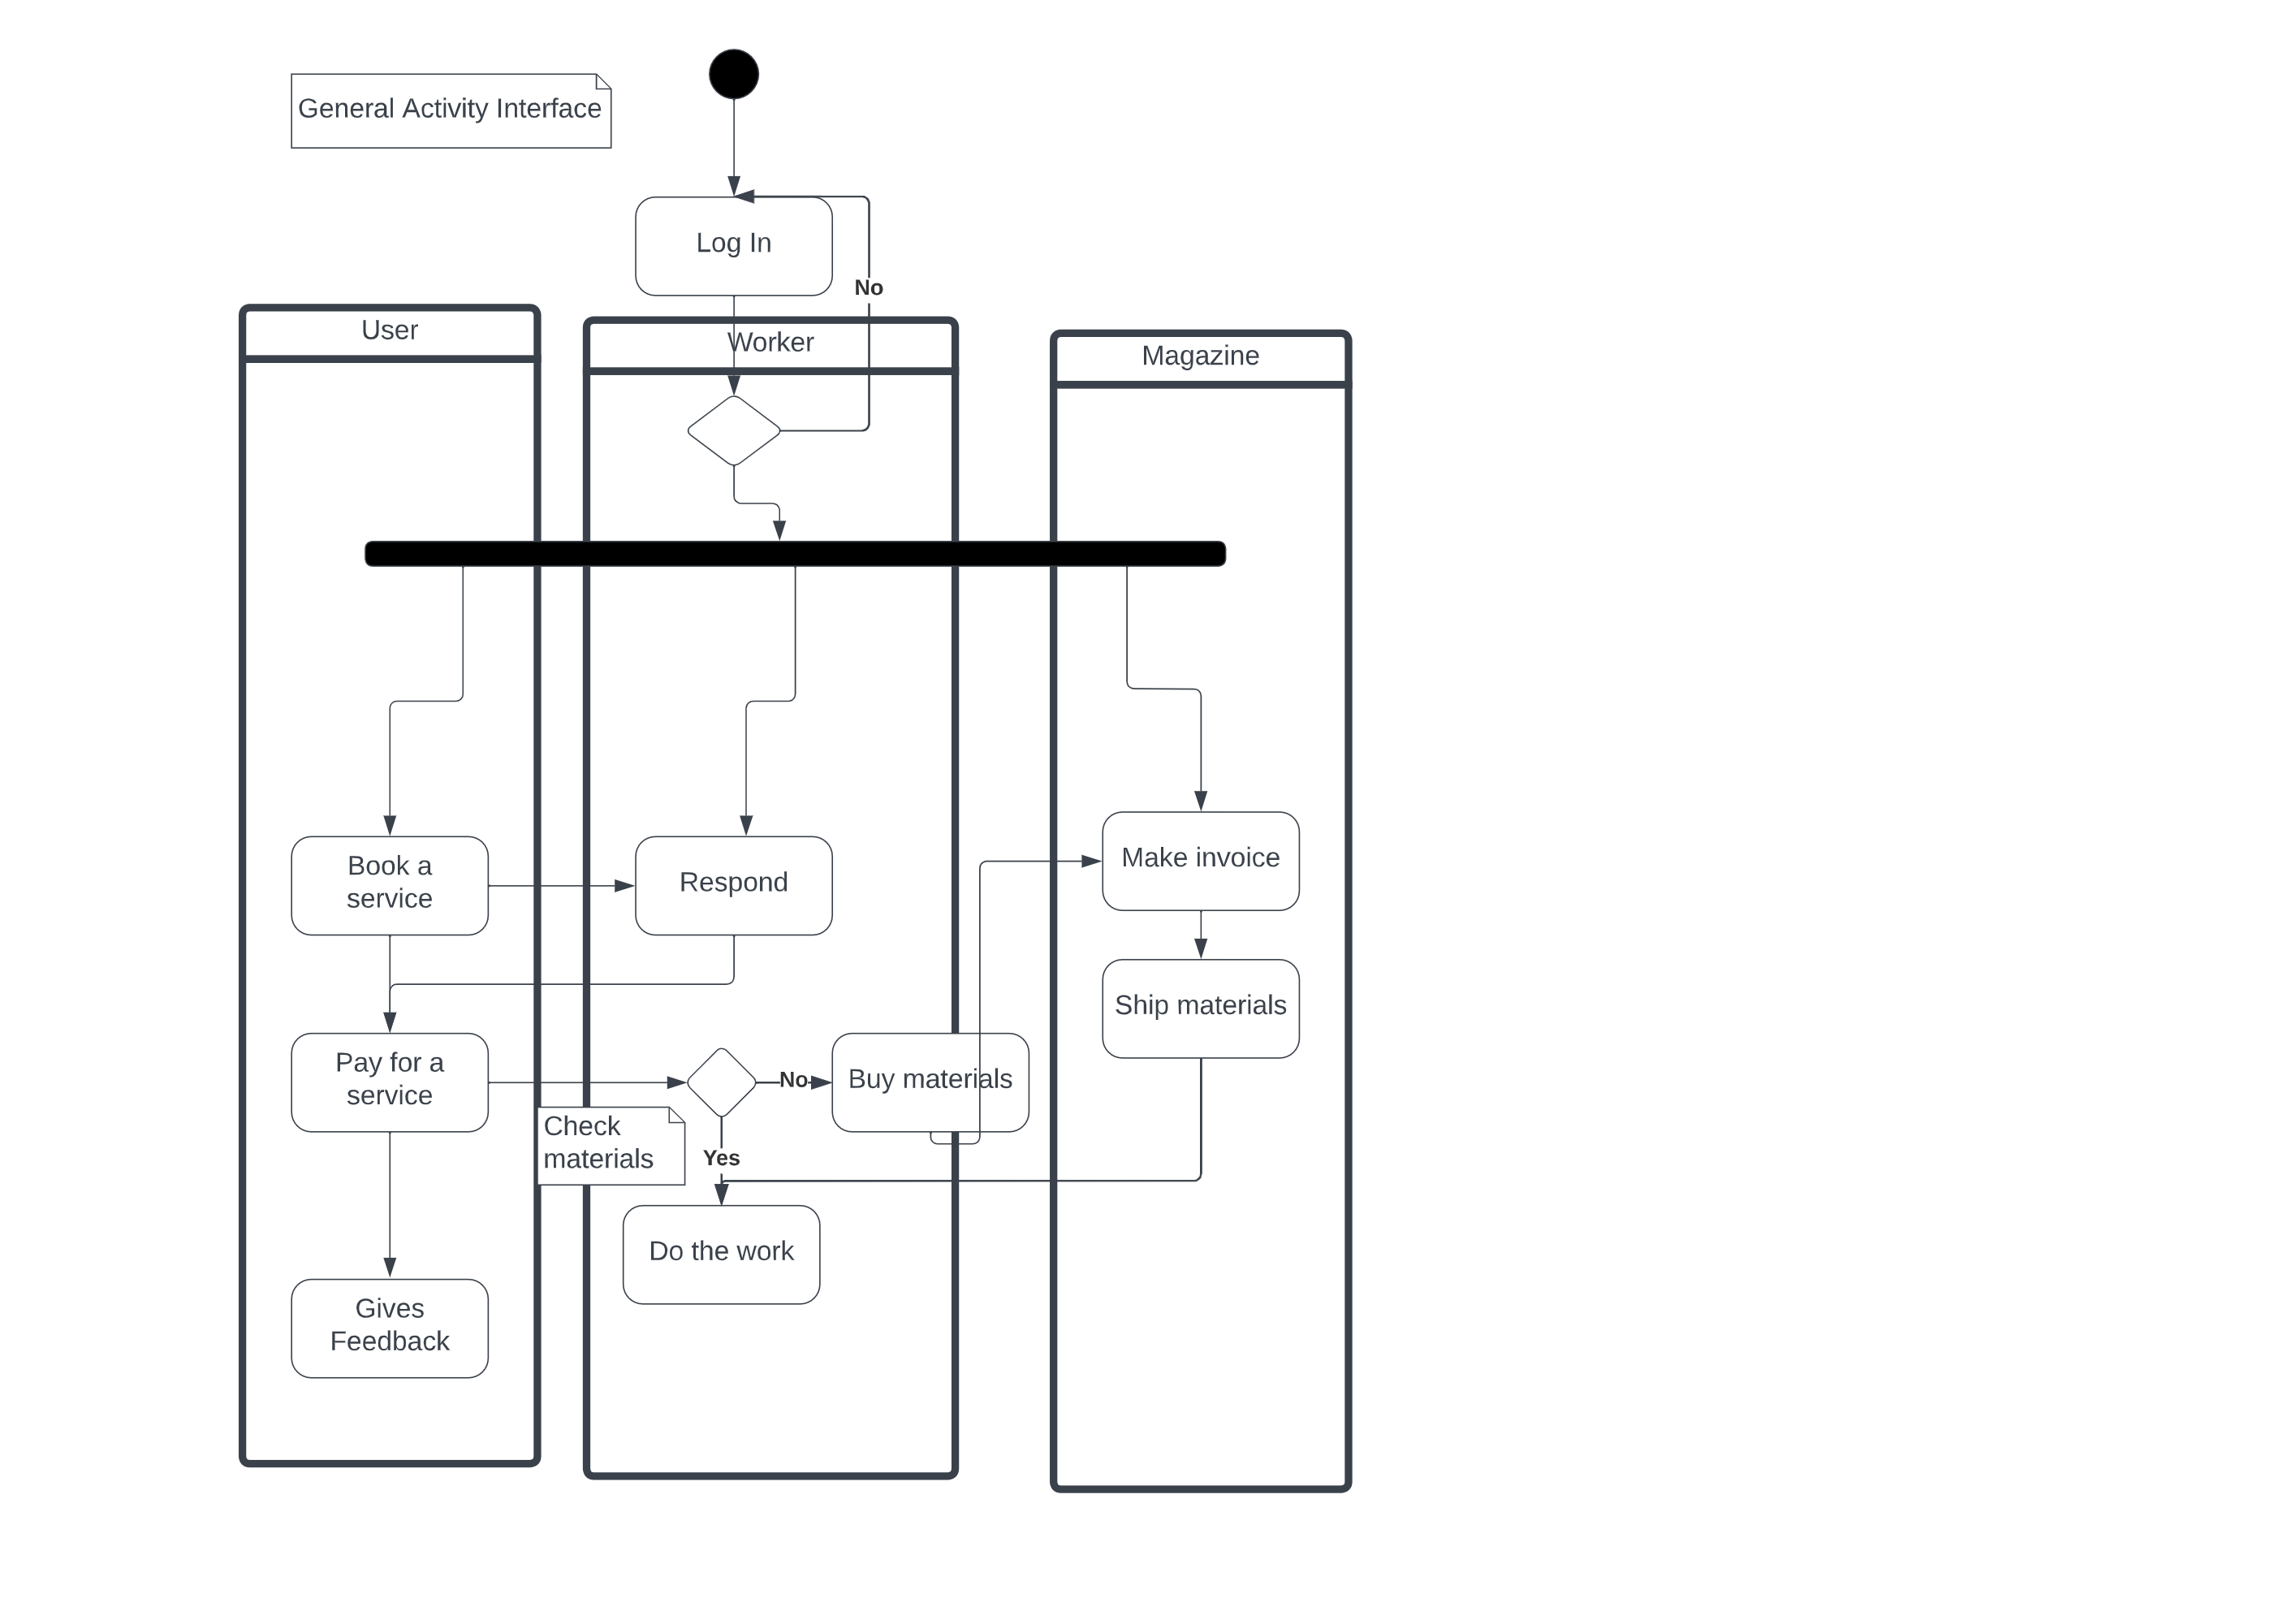 General Activity Interface
Log In
No
User
Worker
Magazine
Book a
service
Respond
Make invoice
Ship materials
Pay for a
service
No
Buy materials
Check
materials
Yes
Do the work
Gives
Feedback